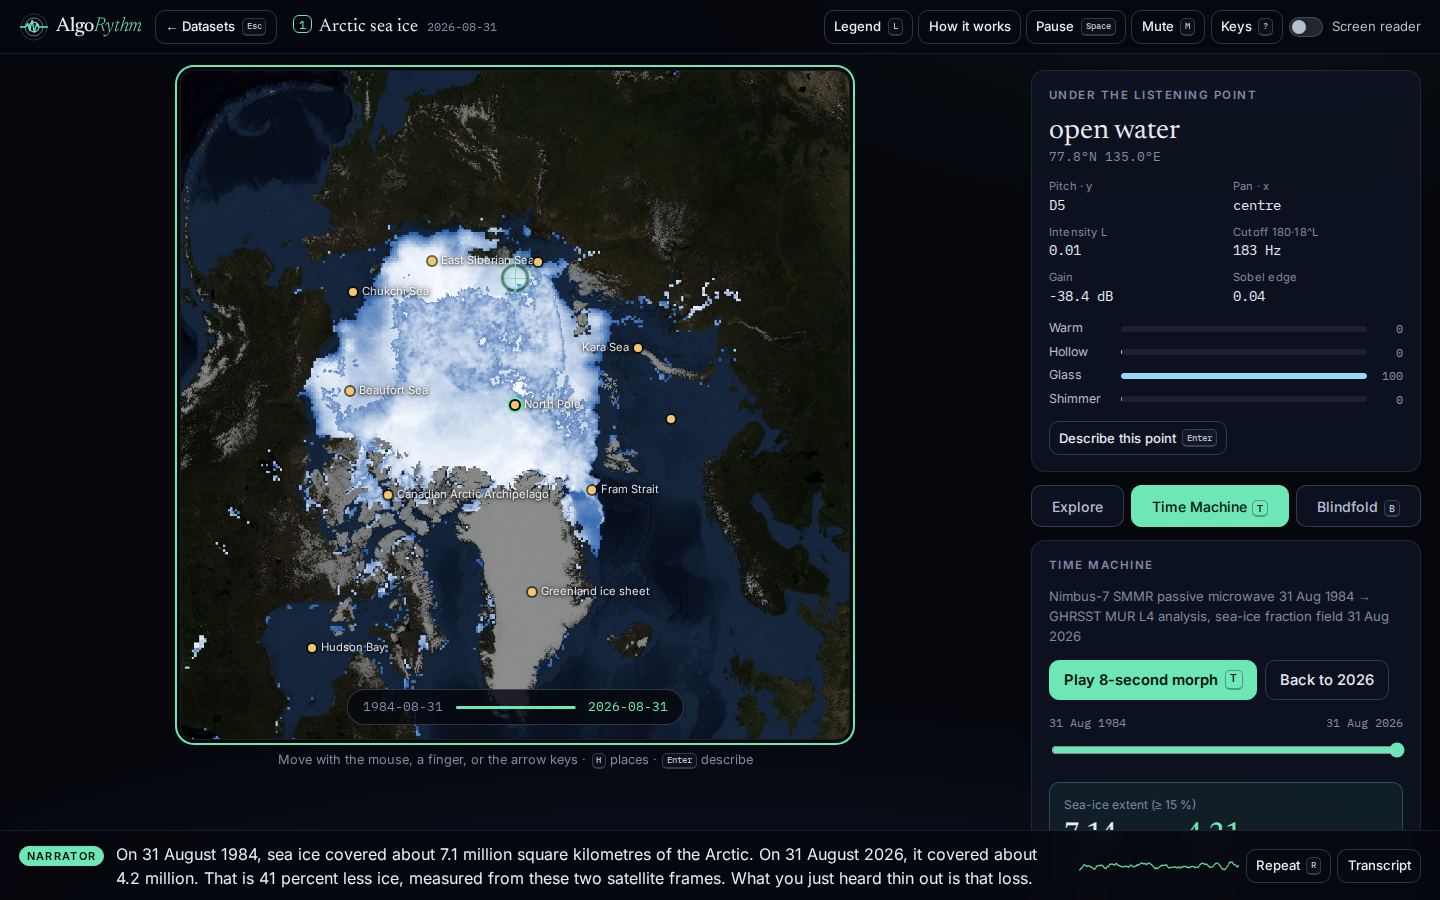 AlgoRythm
← Datasets Esc
1 Arctic sea ice 2026-08-31
Legend L
How it works
Pause Space
Mute M
Keys ?
Screen reader
East Siberian Sea
Chukchi Sea
Kara Sea
Beaufort Sea
North Pole
Canadian Arctic Archipelago
Fram Strait
Greenland ice sheet
Hudson Bay
1984-08-31 2026-08-31
Move with the mouse, a finger, or the arrow keys · H places · Enter describe
UNDER THE LISTENING POINT
open water
77.8°N 135.0°E
Pitch · y Pan · x
D5 centre
Intensity L Cutoff 180·18^L
0.01 183 Hz
Gain Sobel edge
-38.4 dB 0.04
Warm 0
Hollow 0
Glass 100
Shimmer 0
Describe this point Enter
Explore
Time Machine T
Blindfold B
TIME MACHINE
Nimbus-7 SMMR passive microwave 31 Aug 1984 →
GHRSST MUR L4 analysis, sea-ice fraction field 31 Aug
2026
Play 8-second morph T
Back to 2026
31 Aug 1984 31 Aug 2026
Sea-ice extent (≥ 15 %)
7.14 4.21
NARRATOR
On 31 August 1984, sea ice covered about 7.1 million square kilometres of the Arctic. On 31 August 2026, it covered about
4.2 million. That is 41 percent less ice, measured from these two satellite frames. What you just heard thin out is that loss.
Repeat R
Transcript